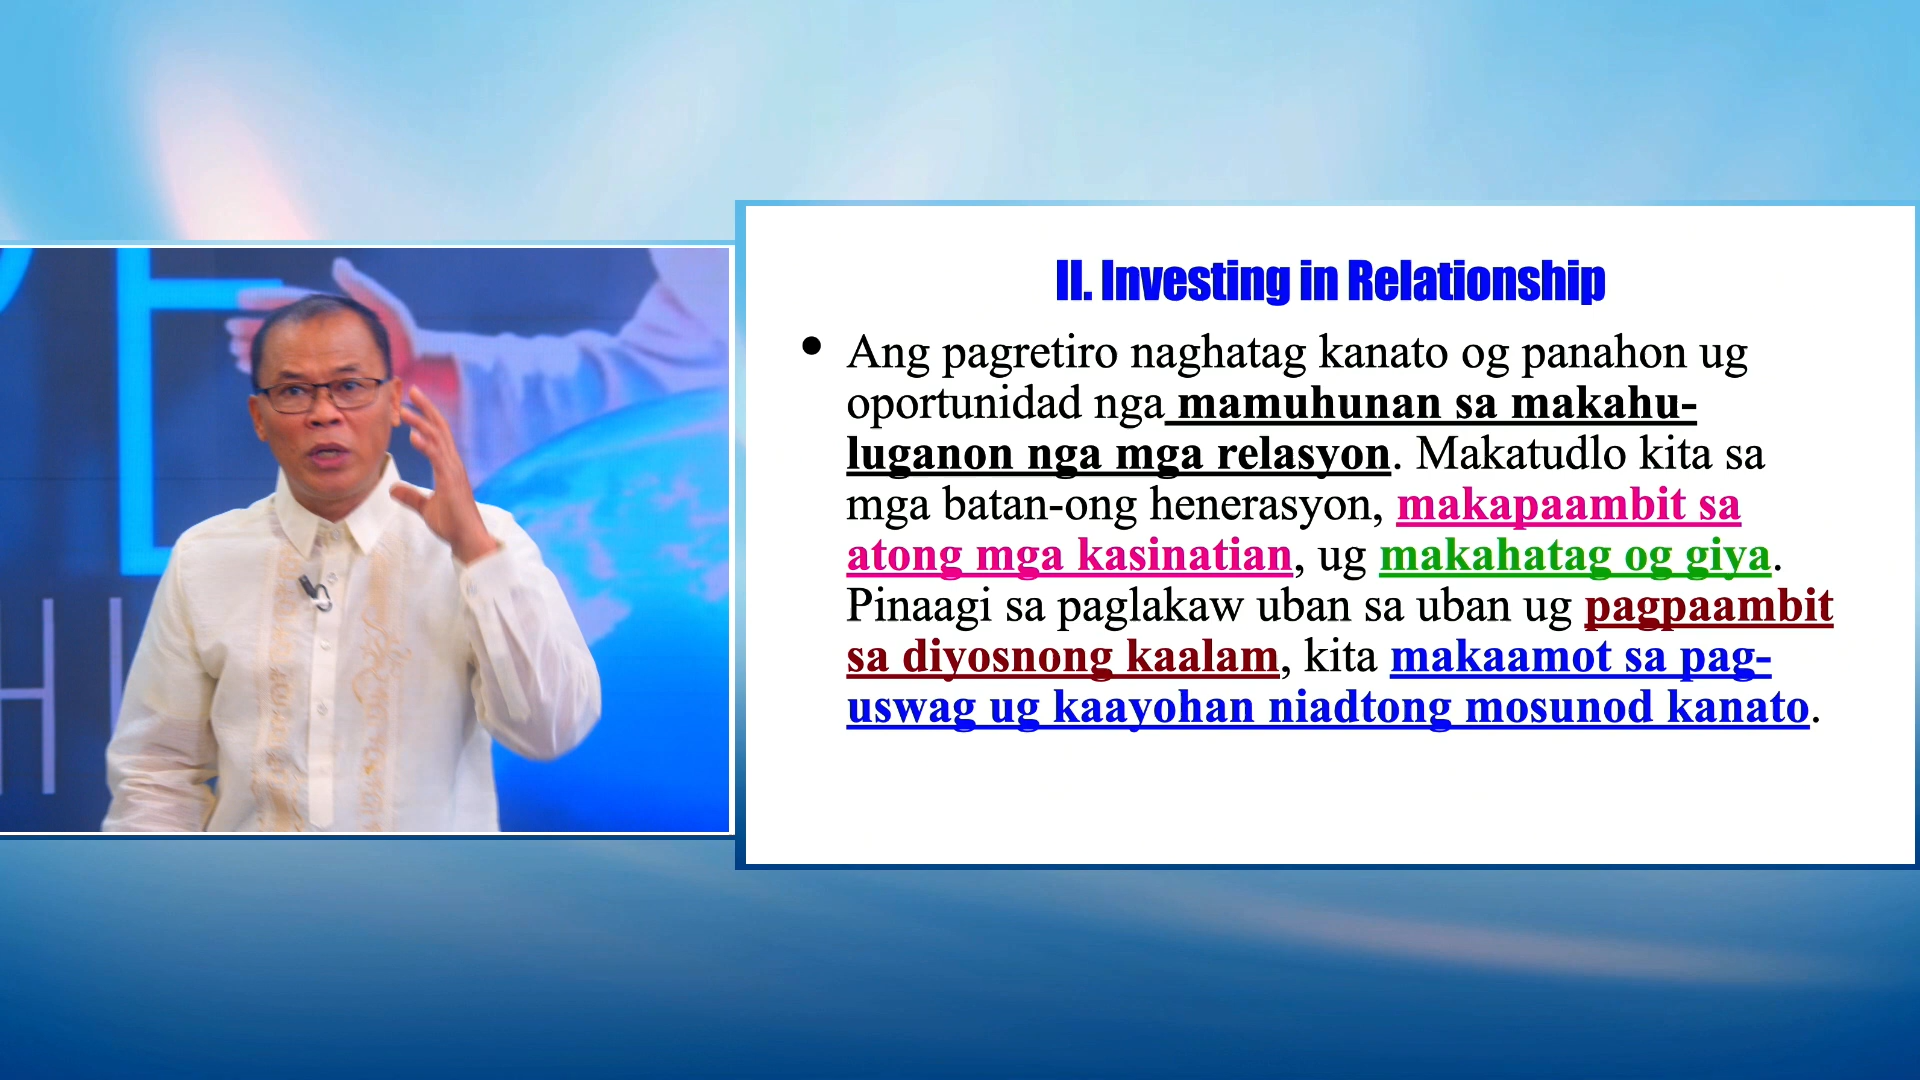 II. Investing in Relationship
• Ang pagretiro naghatag kanato og panahon ug
oportunidad nga mamuhunan sa makahu-
luganon nga mga relasyon. Makatudlo kita sa
mga batan-ong henerasyon, makapaambit sa
atong mga kasinatian, ug makahatag og giya.
Pinaagi sa paglakaw uban sa uban ug pagpaambit
sa diyosnong kaalam, kita makaamot sa pag-
uswag ug kaayohan niadtong mosunod kanato.